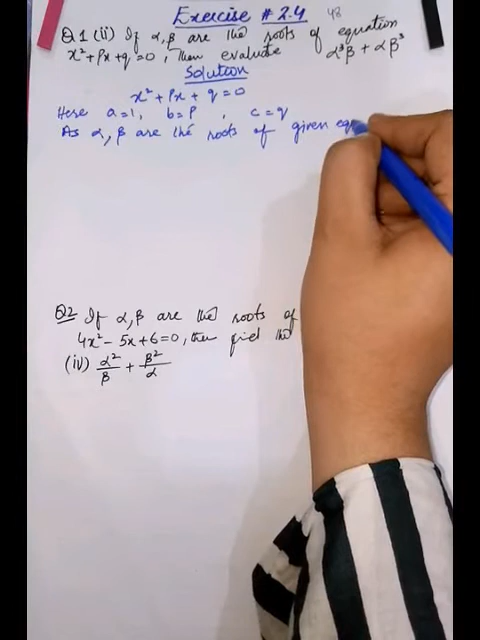 Exercise # 2.4 48
Q1 (ii) If α,β are the roots of equation
x²+px+q=0, then evaluate α³β + αβ³
Solution
x²+px+q=0
Here a=1, b=p, c=q
As α,β are the roots of given eq
Q2 If α,β are the roots of
4x²-5x+6=0, then find the
(iv) α²/β + β²/α